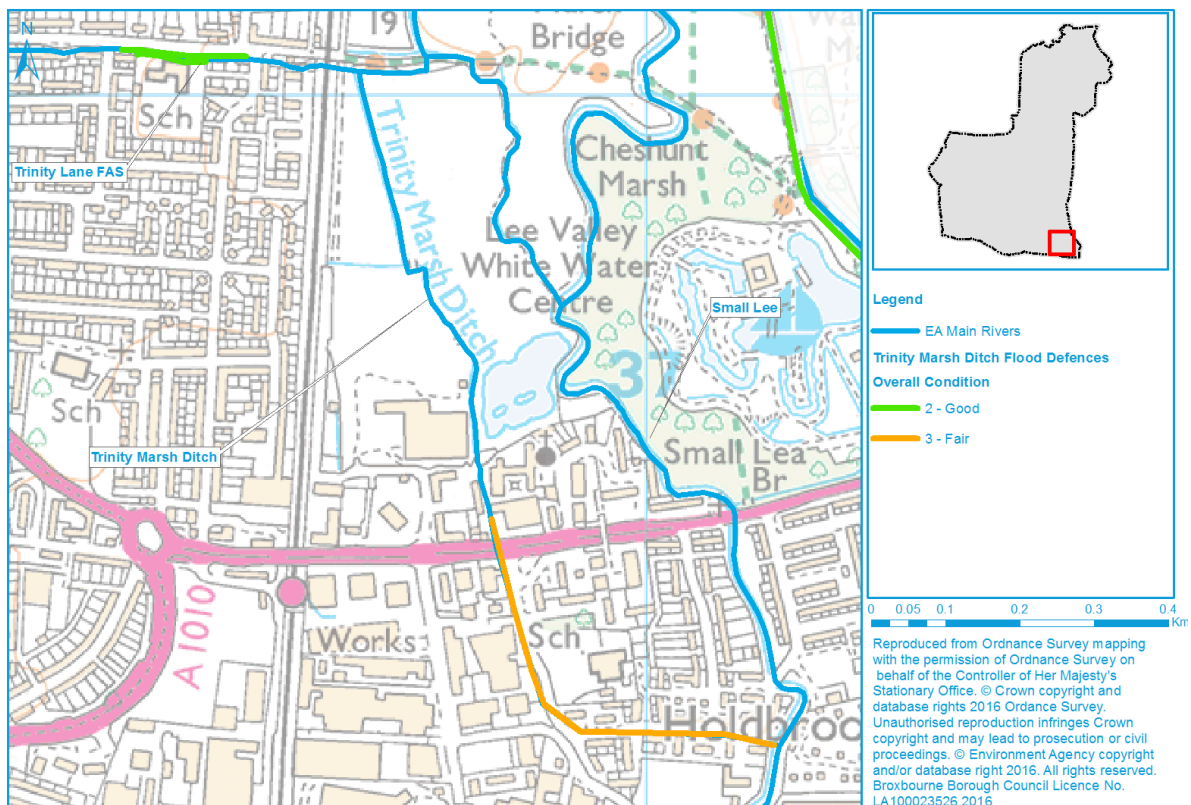 N
19
Bridge
Sch
Trinity Lane FAS
Trinity Marsh Ditch
Cheshunt
Marsh
Lee Valley
White Water
Centre
Small Lee
37
Sch
Trinity Marsh Ditch
Small Lea
Br
A1010
Works
Sch
Holdbroo
Legend
EA Main Rivers
Trinity Marsh Ditch Flood Defences
Overall Condition
2 - Good
3 - Fair
0 0.05 0.1 0.2 0.3 0.4
Km
Reproduced from Ordnance Survey mapping
with the permission of Ordnance Survey on
behalf of the Controller of Her Majesty's
Stationary Office. © Crown copyright and
database rights 2016 Ordance Survey.
Unauthorised reproduction infringes Crown
copyright and may lead to prosecution or civil
proceedings. © Environment Agency copyright
and/or database right 2016. All rights reserved.
Broxbourne Borough Council Licence No.
LA100023526 2016